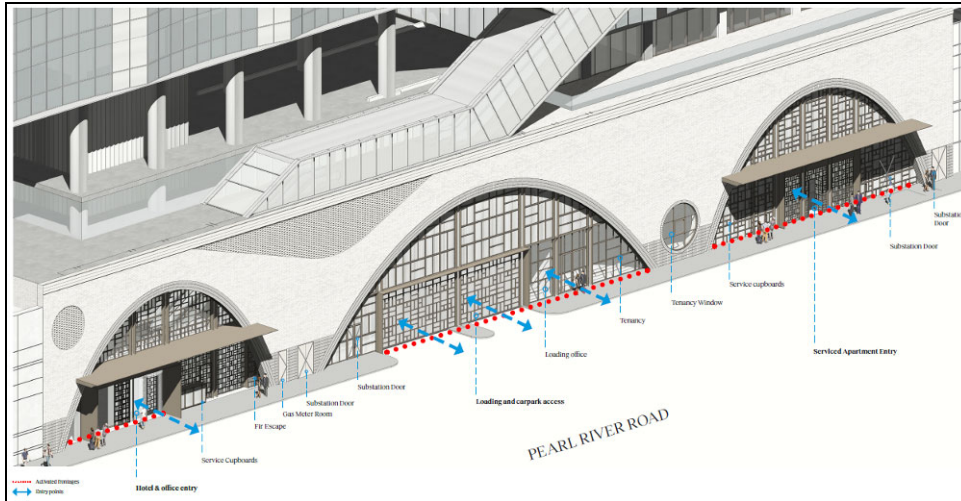 Substation
Door
Substation Door
Service cupboards
Tenancy Window
Serviced Apartment Entry
Tenancy
Loading office
Loading and carpark access
Substation Door
Substation Door
Gas Meter Room
Fir Escape
Service Cupboards
Hotel & office entry
PEARL RIVER ROAD
Activated Frontages
Entry points